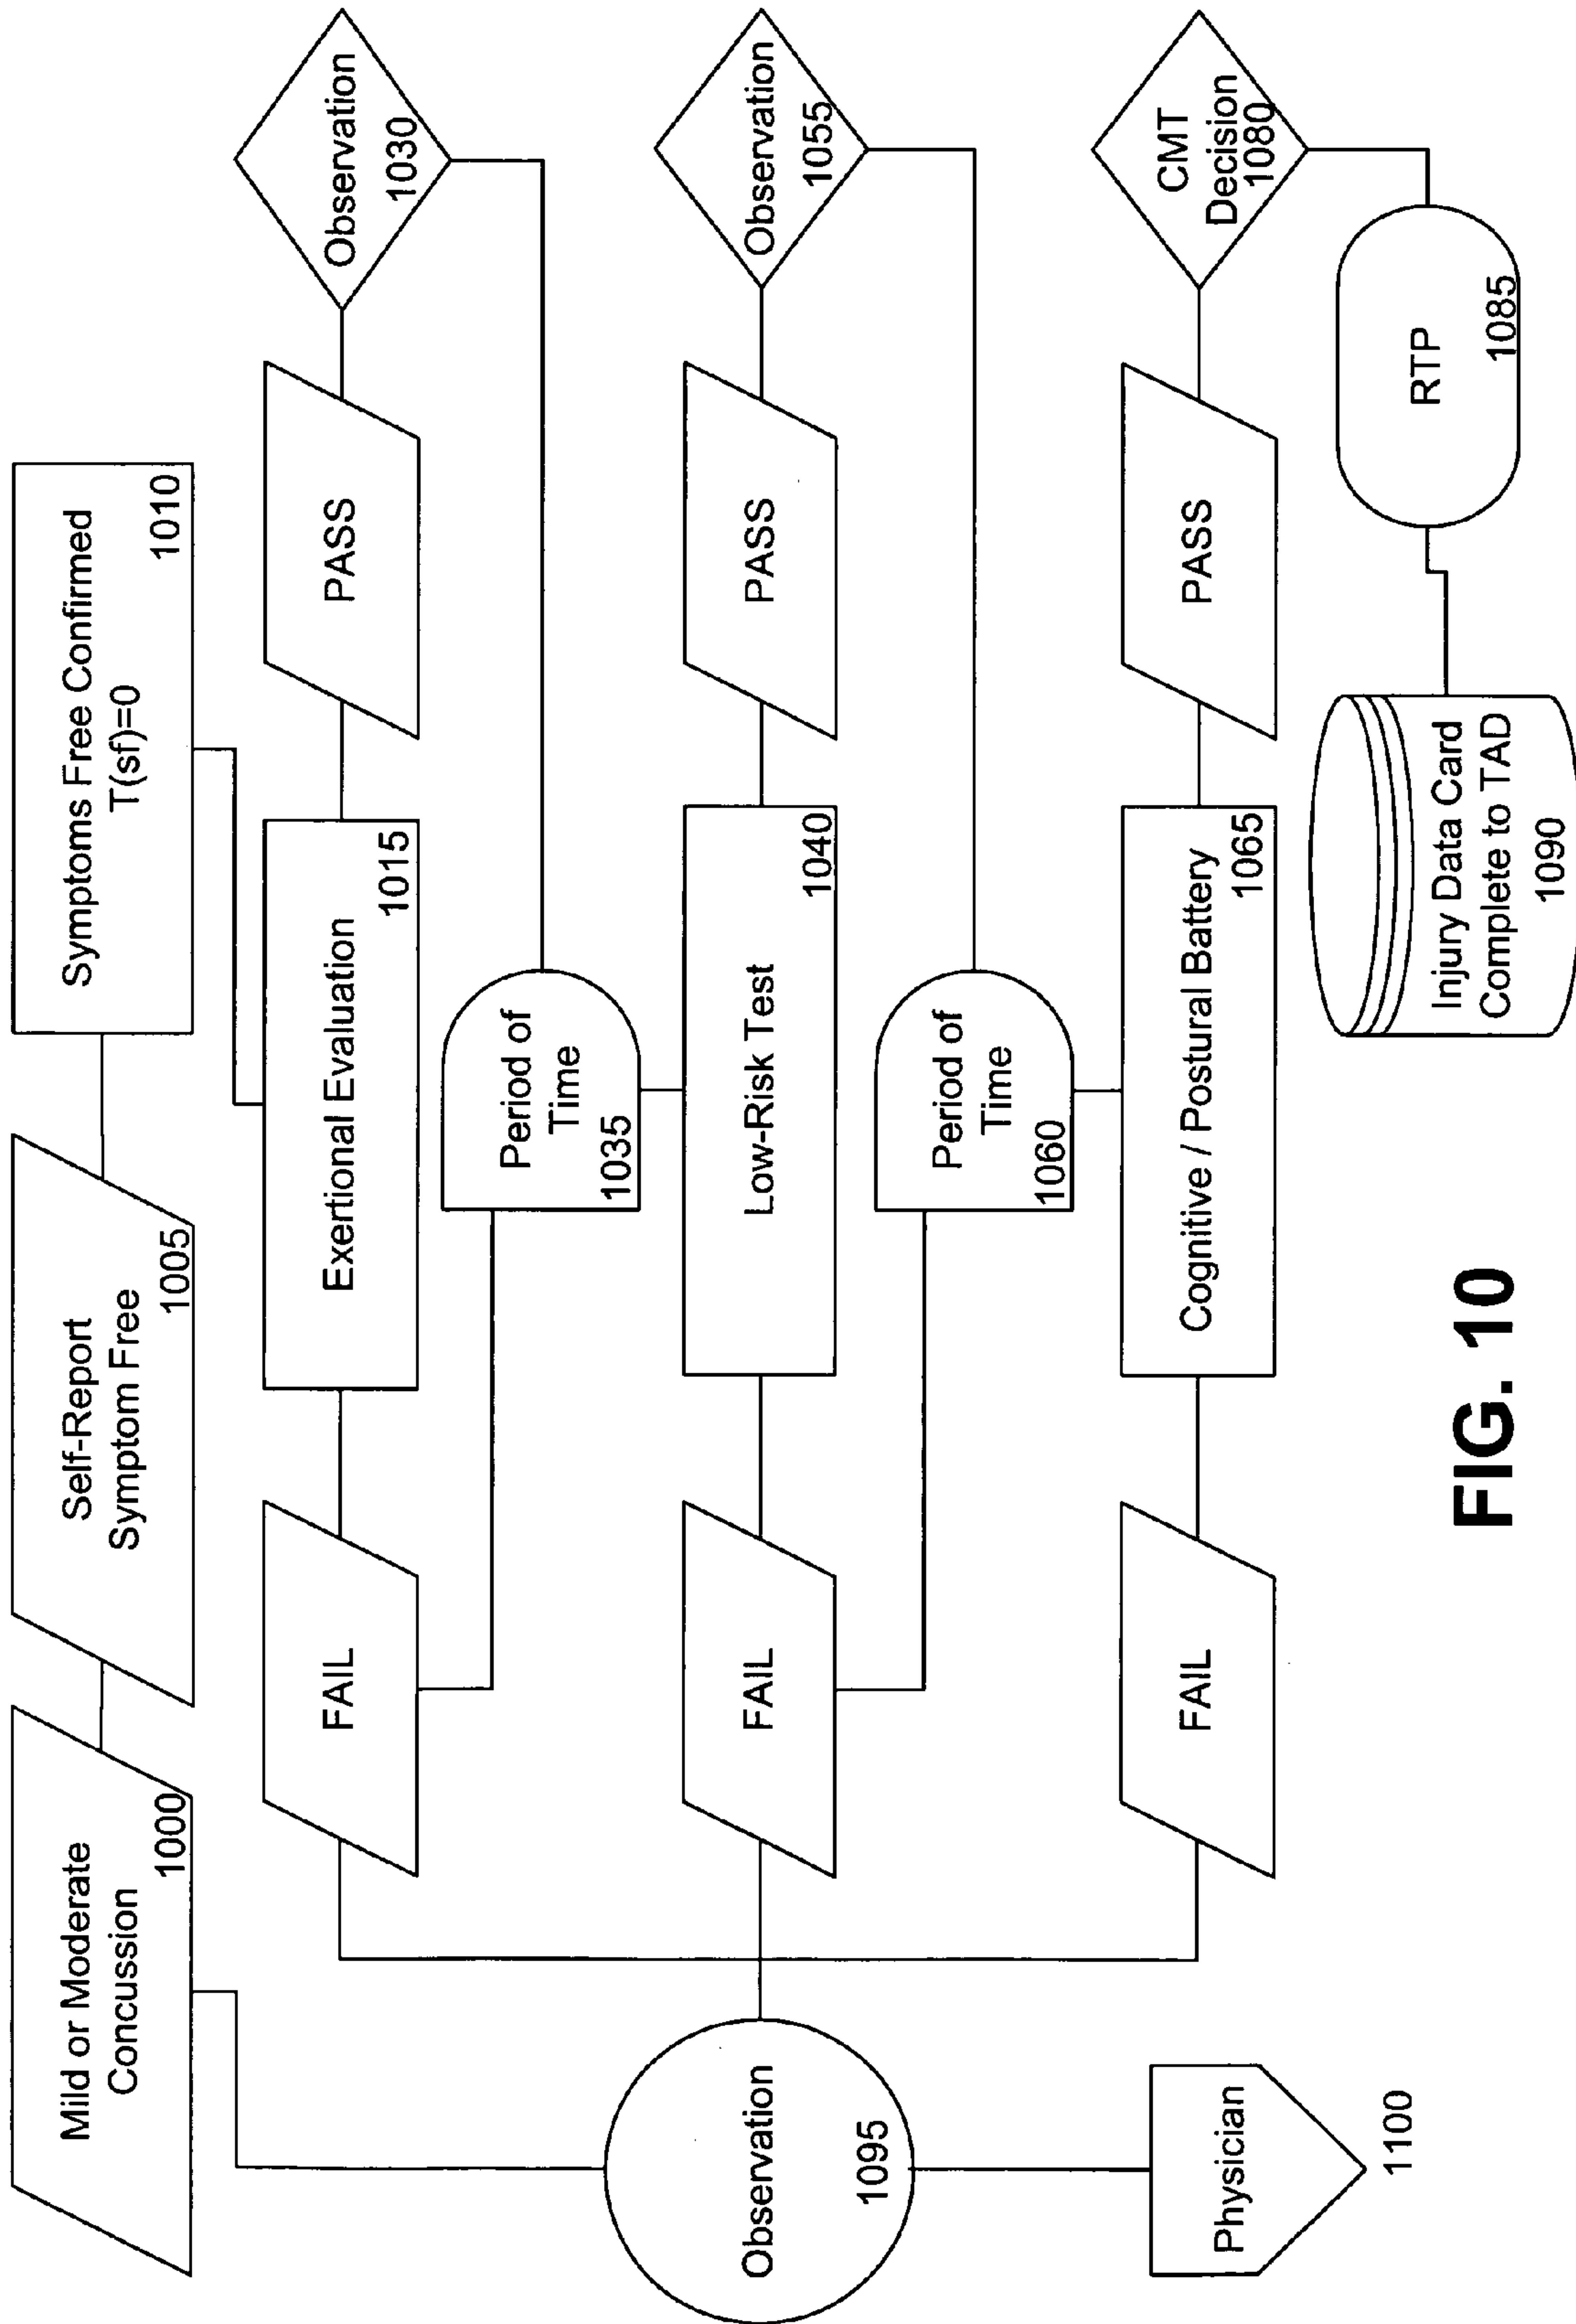 Mild or Moderate
Concussion
1000
Self-Report
Symptom Free
1005
Symptoms Free Confirmed
T(sf)=0
1010
FAIL
Exertional Evaluation
1015
PASS
Observation
1030
Period of
Time
1035
Observation
1095
FAIL
Low-Risk Test
1040
PASS
Observation
1055
Period of
Time
1060
Physician
1100
FAIL
Cognitive / Postural Battery
1065
PASS
CMT
Decision
1080
RTP
1085
Injury Data Card
Complete to TAD
1090
FIG. 10